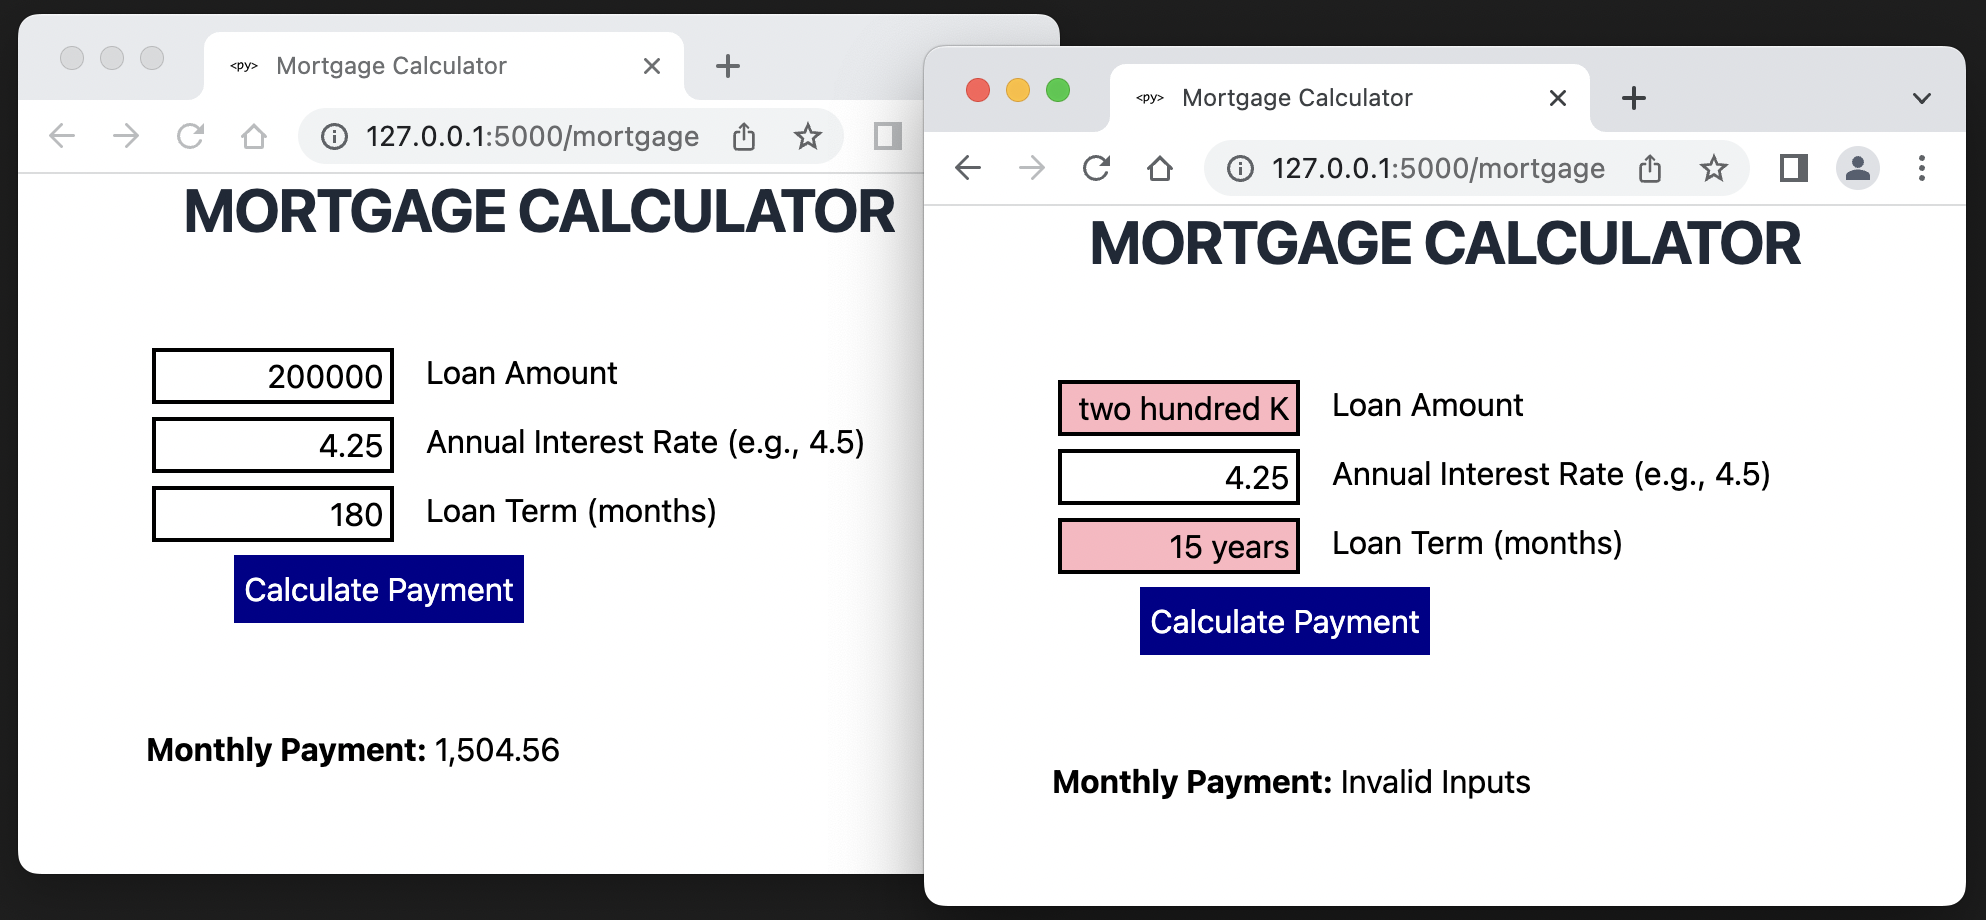 <py> Mortgage Calculator
127.0.0.1:5000/mortgage
MORTGAGE CALCULATOR
200000 Loan Amount
4.25 Annual Interest Rate (e.g., 4.5)
180 Loan Term (months)
Calculate Payment
Monthly Payment: 1,504.56
<py> Mortgage Calculator
127.0.0.1:5000/mortgage
MORTGAGE CALCULATOR
two hundred K Loan Amount
4.25 Annual Interest Rate (e.g., 4.5)
15 years Loan Term (months)
Calculate Payment
Monthly Payment: Invalid Inputs